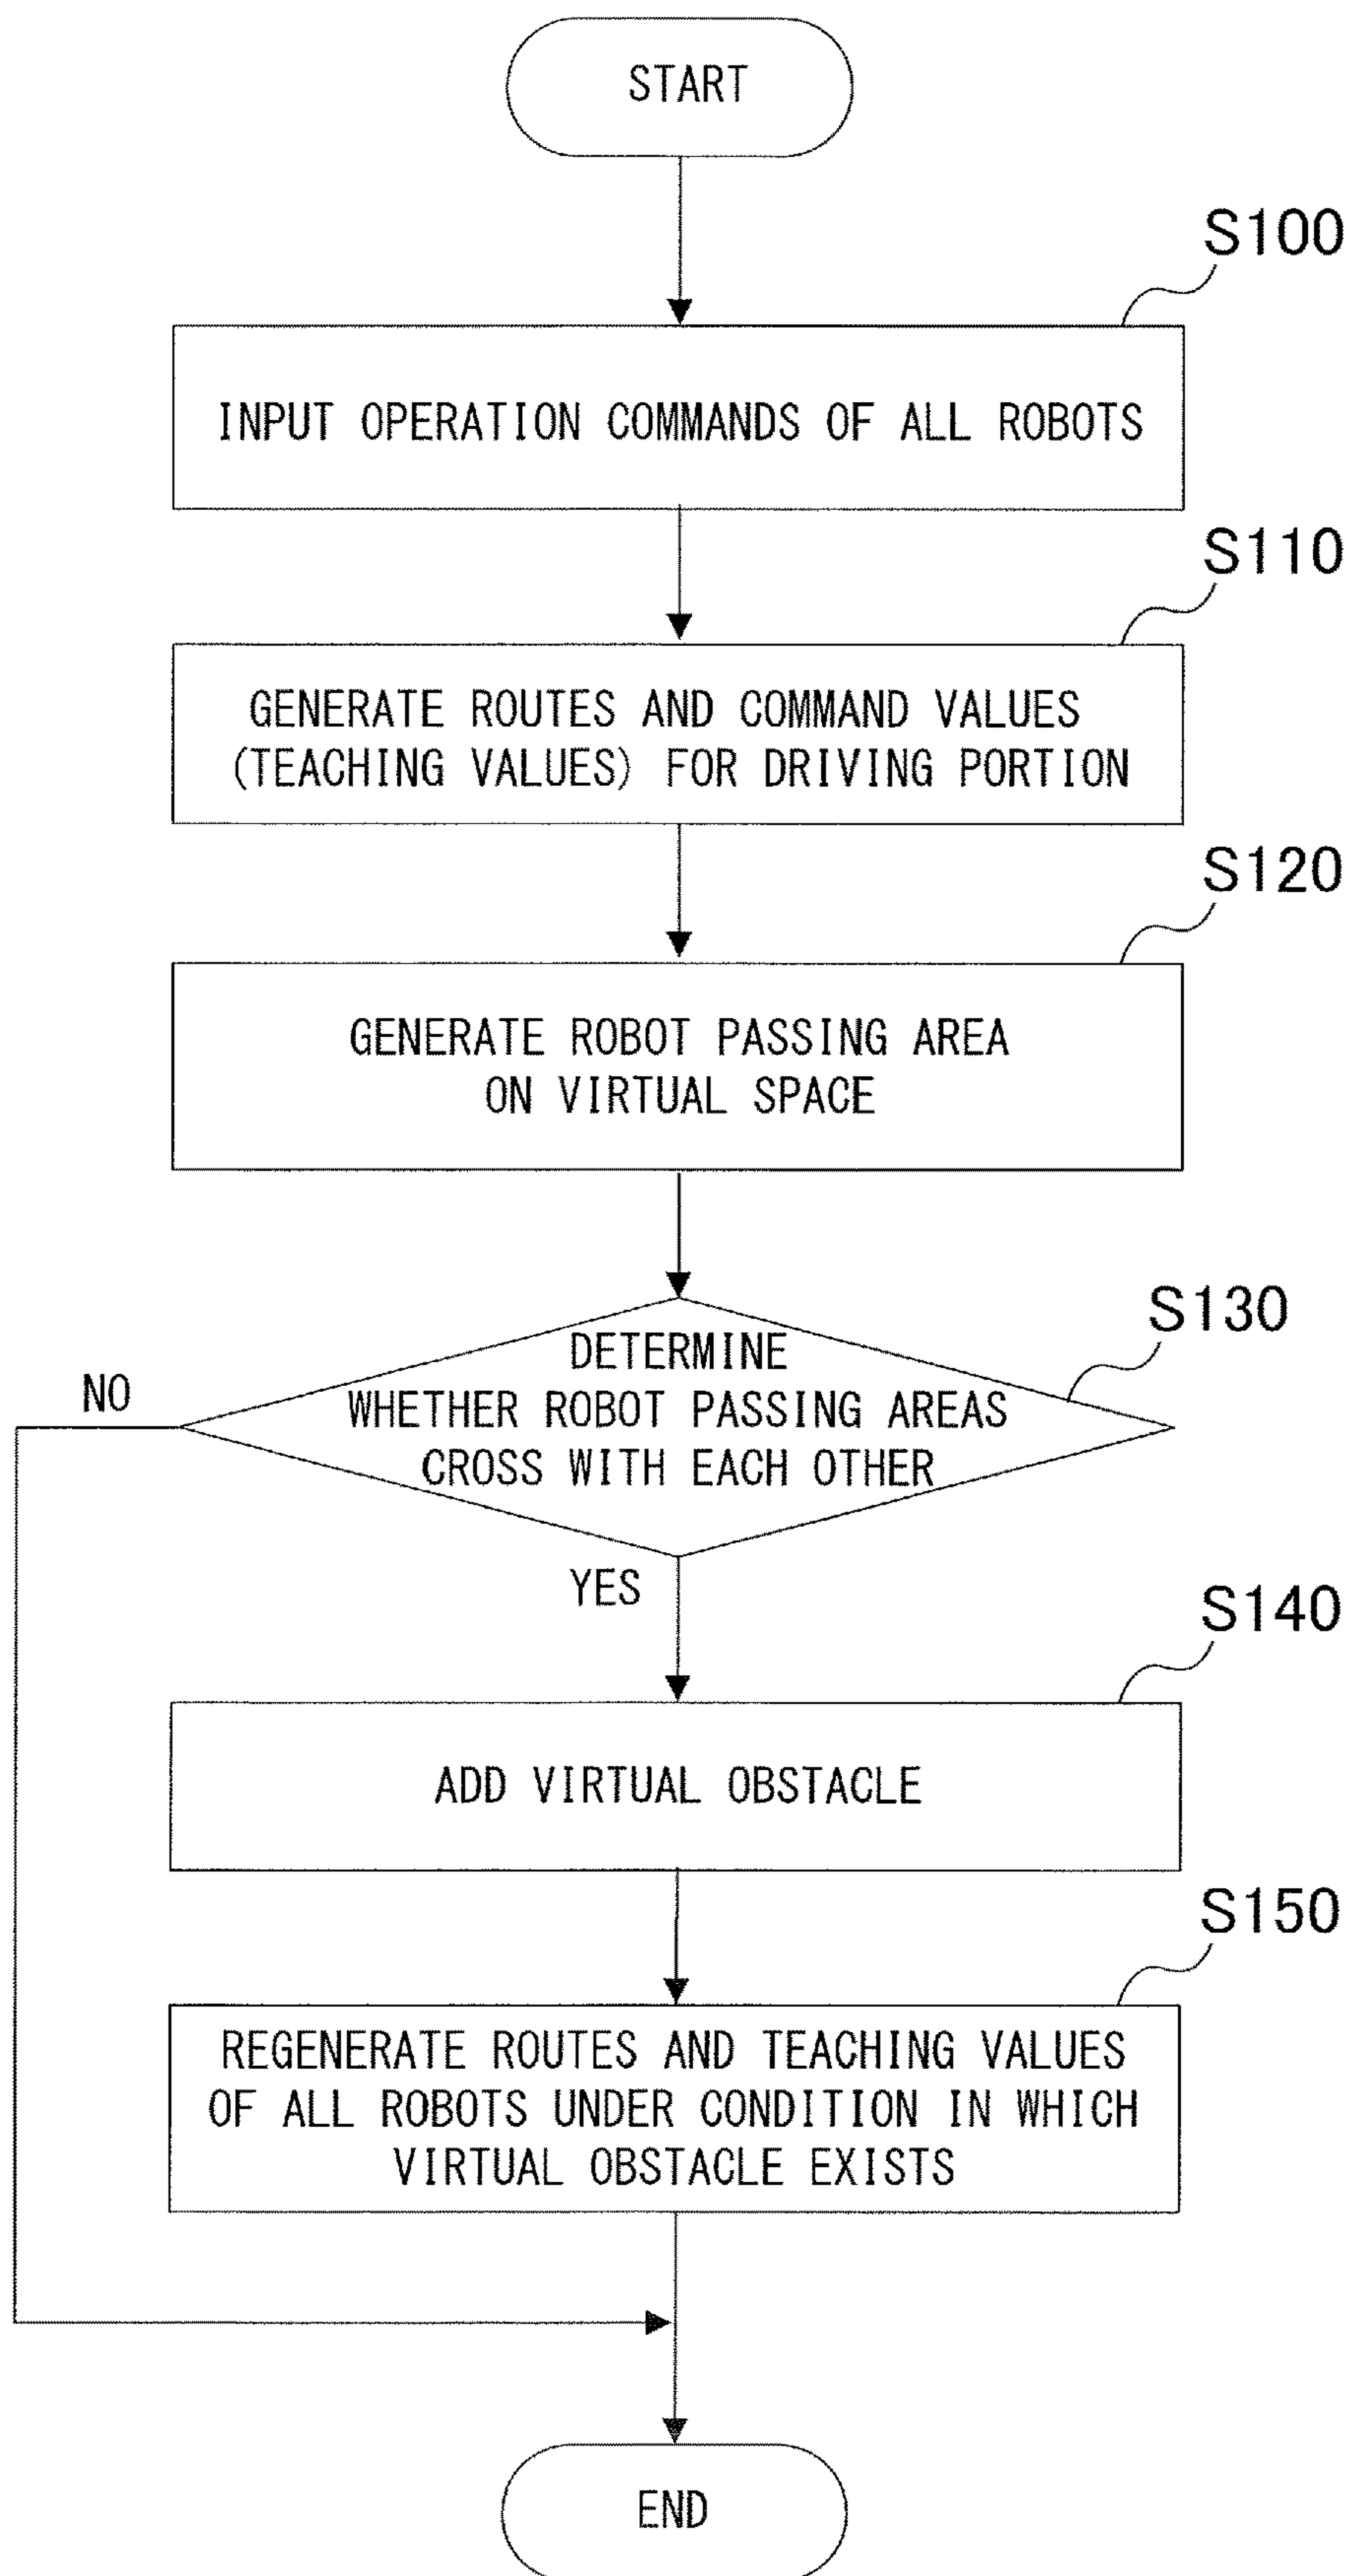 START
S100
INPUT OPERATION COMMANDS OF ALL ROBOTS
S110
GENERATE ROUTES AND COMMAND VALUES
(TEACHING VALUES) FOR DRIVING PORTION
S120
GENERATE ROBOT PASSING AREA
ON VIRTUAL SPACE
S130
DETERMINE
WHETHER ROBOT PASSING AREAS
CROSS WITH EACH OTHER
NO
YES
S140
ADD VIRTUAL OBSTACLE
S150
REGENERATE ROUTES AND TEACHING VALUES
OF ALL ROBOTS UNDER CONDITION IN WHICH
VIRTUAL OBSTACLE EXISTS
END